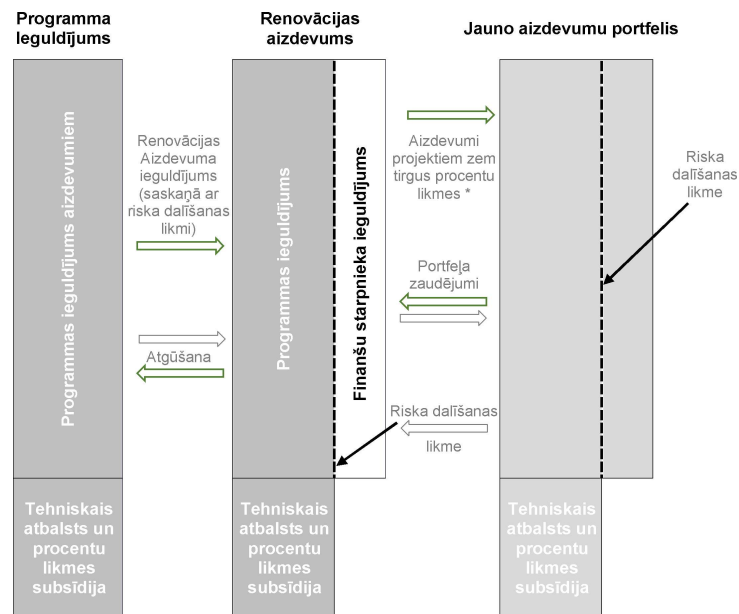 Programma
Ieguldījums
Renovācijas
aizdevums
Jauno aizdevumu portfelis
Programmas ieguldījums aizdevumiem
Renovācijas
Aizdevuma
ieguldījums
(saskaņā ar
riska dalīšanas
likmi)
Atgūšana
Programmas ieguldījums
Finanšu starpnieka ieguldījums
Aizdevumi
projektiem zem
tirgus procentu
likmes *
Portfeļa
zaudējumi
Riska dalīšanas
likme
Riska
dalīšanas
likme
Tehniskais
atbalsts un
procentu
likmes
subsīdija
Tehniskais
atbalsts un
procentu
likmes
subsīdija
Tehniskais
atbalsts un
procentu
likmes
subsīdija